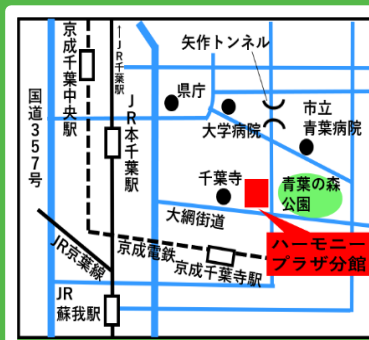 京成千葉中央駅
↑JR千葉駅
国道357号
JR本千葉駅
矢作トンネル
県庁
大学病院
市立
青葉病院
千葉寺
青葉の森
公園
大網街道
ハーモニー
プラザ分館
京成電鉄
京成千葉寺駅
JR京葉線
JR
蘇我駅